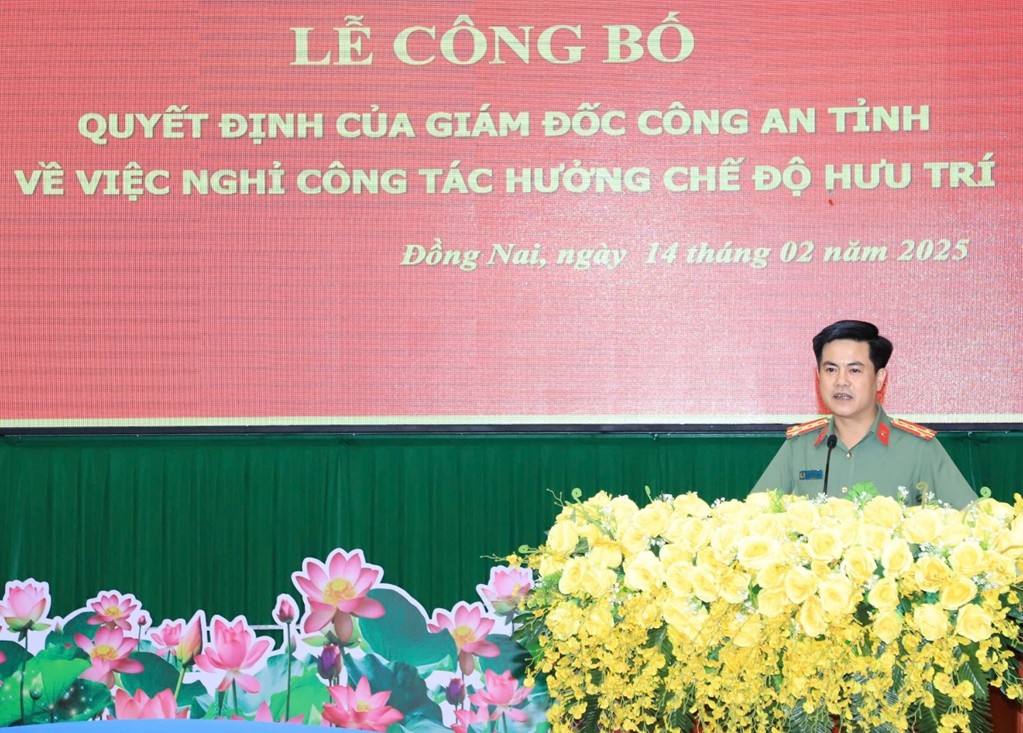 LỄ CÔNG BỐ
QUYẾT ĐỊNH CỦA GIÁM ĐỐC CÔNG AN TỈNH
VỀ VIỆC NGHỈ CÔNG TÁC HƯỞNG CHẾ ĐỘ HƯU TRÍ
Đồng Nai, ngày 14 tháng 02 năm 2025